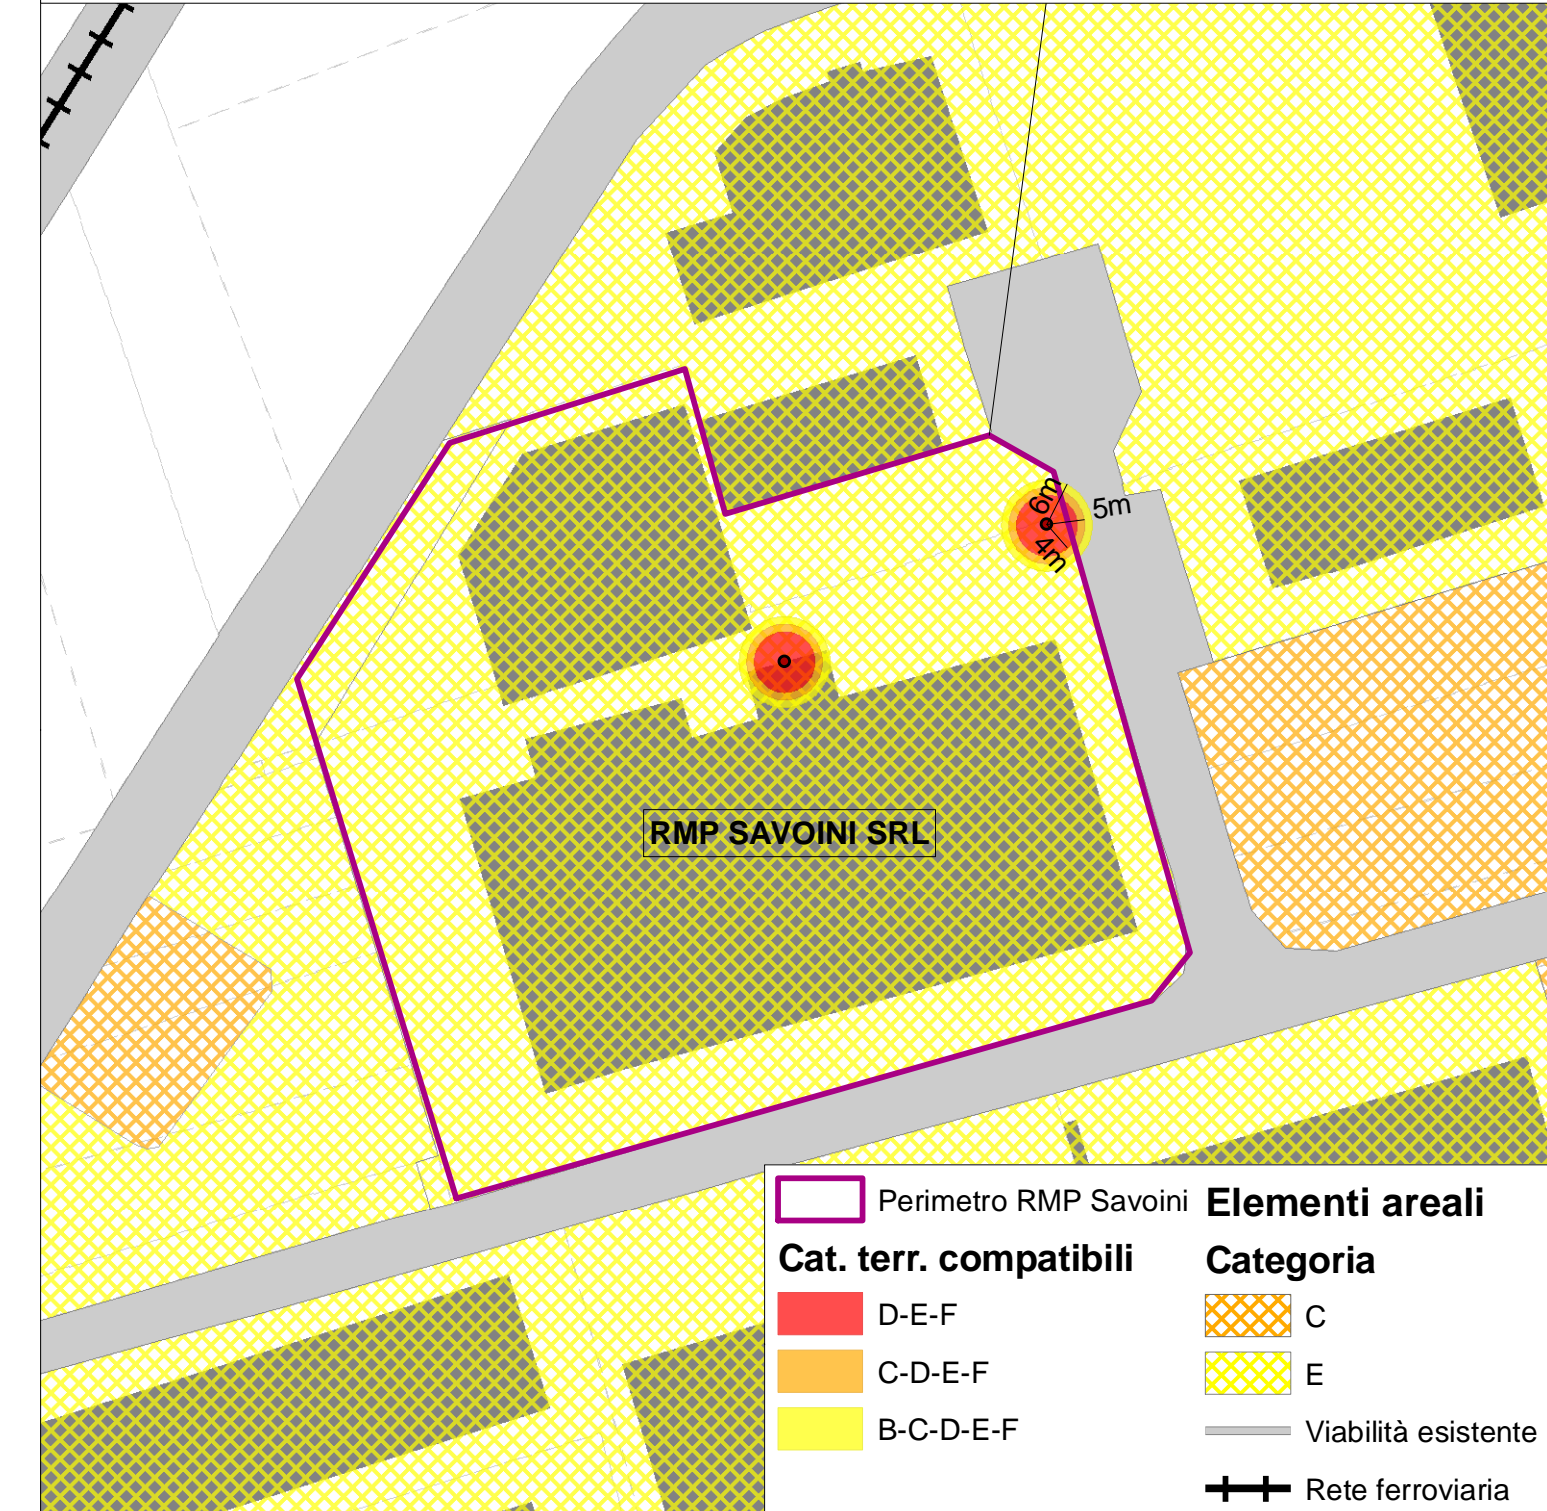 6m
5m
4m
RMP SAVOINI SRL
Perimetro RMP Savoini
Cat. terr. compatibili
D-E-F
C-D-E-F
B-C-D-E-F
Elementi areali
Categoria
C
E
Viabilità esistente
Rete ferroviaria